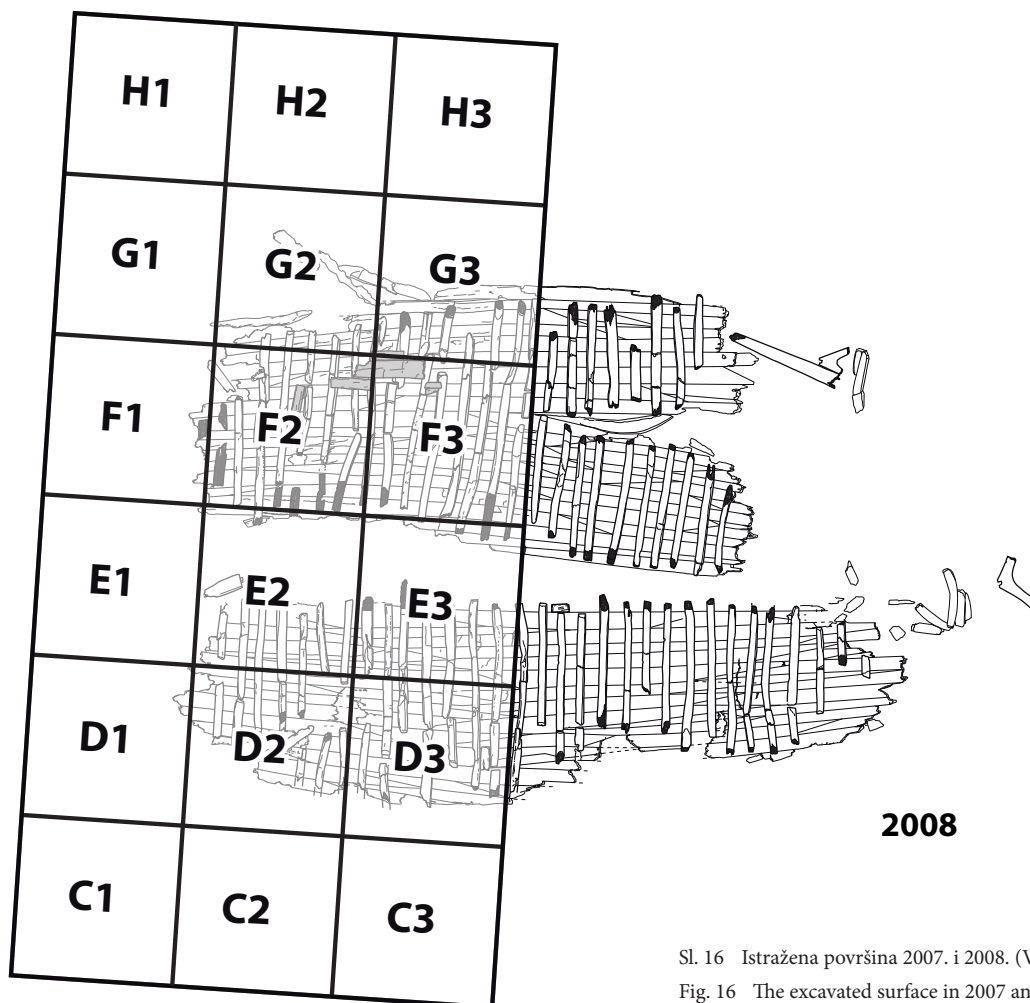 H1 H2 H3
G1 G2 G3
F1 F2 F3
E1 E2 E3
D1 D2 D3
C1 C2 C3
2008
Sl. 16 Istražena površina 2007. i 2008. (
Fig. 16 The excavated surface in 2007